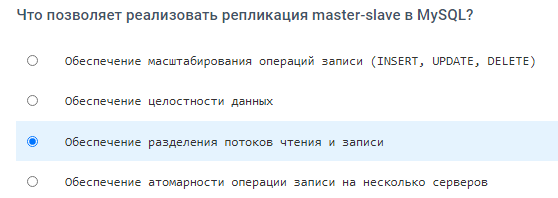 Что позволяет реализовать репликация master-slave в MySQL?
Обеспечение масштабирования операций записи (INSERT, UPDATE, DELETE)
Обеспечение целостности данных
Обеспечение разделения потоков чтения и записи
Обеспечение атомарности операции записи на несколько серверов